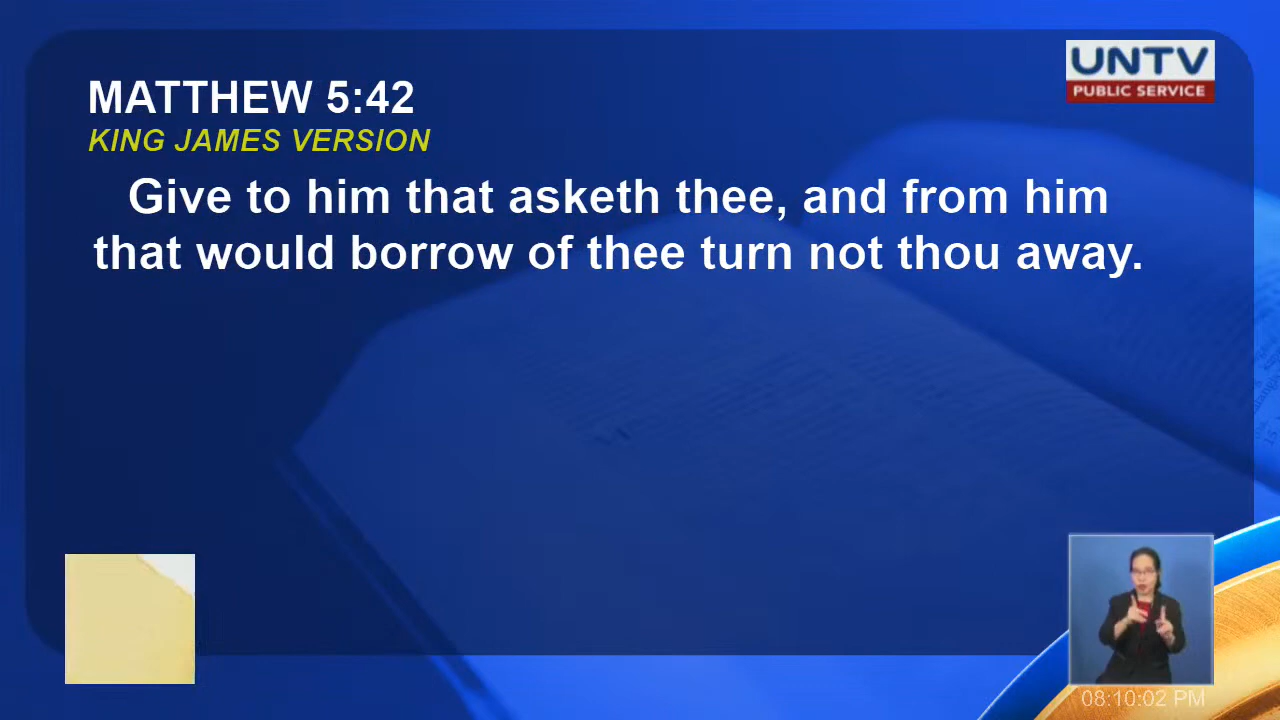 MATTHEW 5:42
KING JAMES VERSION
Give to him that asketh thee, and from him
that would borrow of thee turn not thou away.
UNTV
PUBLIC SERVICE
08:10:02 PM